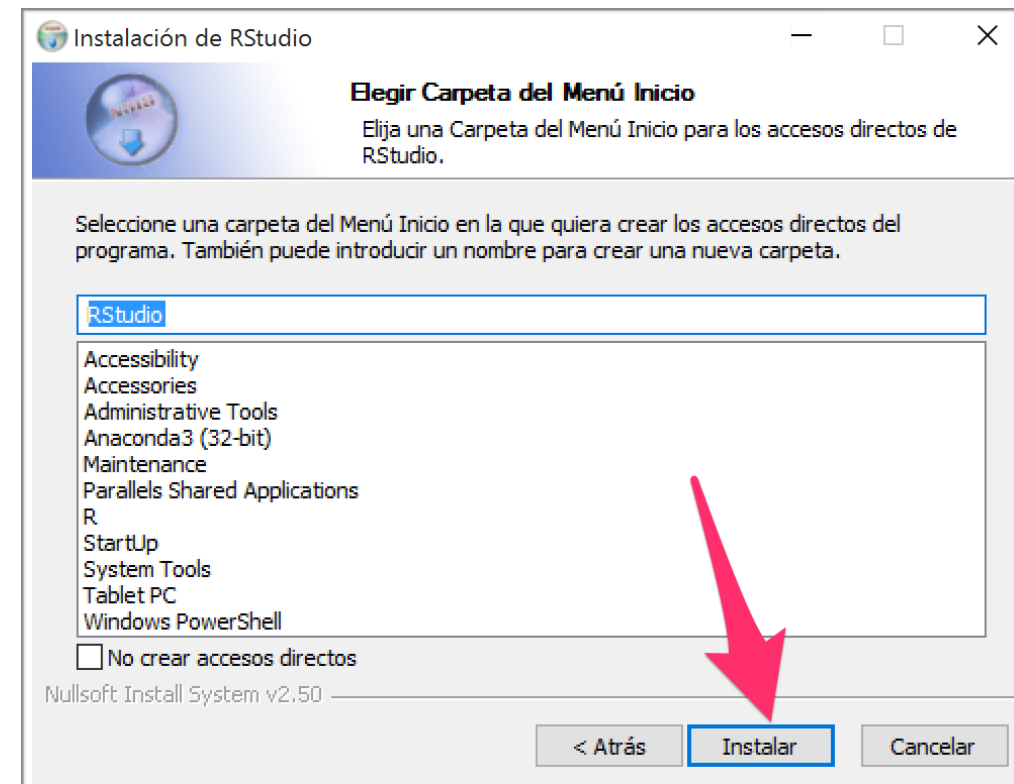 Instalación de RStudio
Elegir Carpeta del Menú Inicio
Elija una Carpeta del Menú Inicio para los accesos directos de
RStudio.
Seleccione una carpeta del Menú Inicio en la que quiera crear los accesos directos del
programa. También puede introducir un nombre para crear una nueva carpeta.
RStudio
Accessibility
Accessories
Administrative Tools
Anaconda3 (32-bit)
Maintenance
Parallels Shared Applications
R
StartUp
System Tools
Tablet PC
Windows PowerShell
No crear accesos directos
Nullsoft Install System v2.50
< Atrás
Instalar
Cancelar